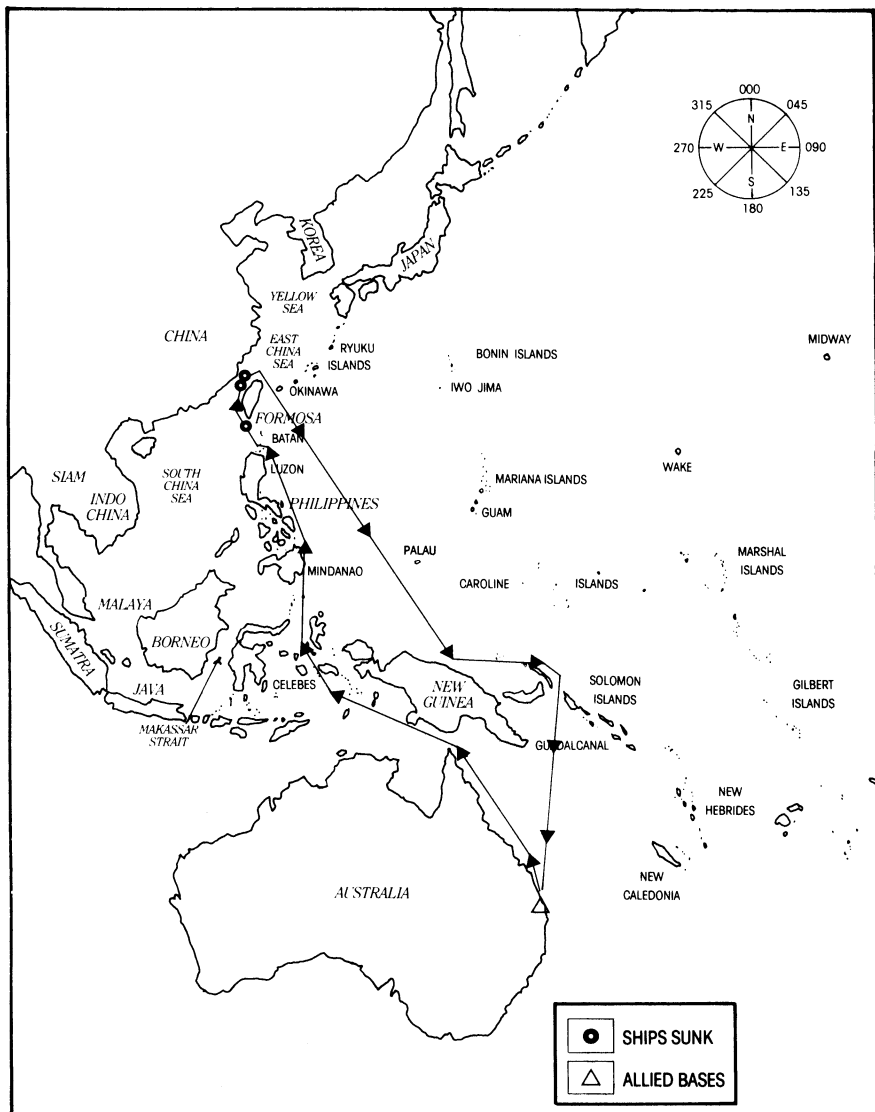 000
315
045
N
270
W
E
090
S
225
135
180
KOREA
JAPAN
YELLOW
SEA
CHINA
EAST
CHINA
SEA
RYUKU
ISLANDS
BONIN ISLANDS
MIDWAY
OKINAWA
IWO JIMA
FORMOSA
BATAN
LUZON
WAKE
SIAM
SOUTH
CHINA
SEA
MARIANA ISLANDS
INDO
CHINA
PHILIPPINES
GUAM
PALAU
MARSHAL
ISLANDS
MINDANAO
CAROLINE
ISLANDS
MALAYA
BORNEO
SUMATRA
JAVA
CELEBES
NEW
GUINEA
SOLOMON
ISLANDS
GILBERT
ISLANDS
MAKASSAR
STRAIT
GUADALCANAL
NEW
HEBRIDES
AUSTRALIA
NEW
CALEDONIA
SHIPS SUNK
ALLIED BASES